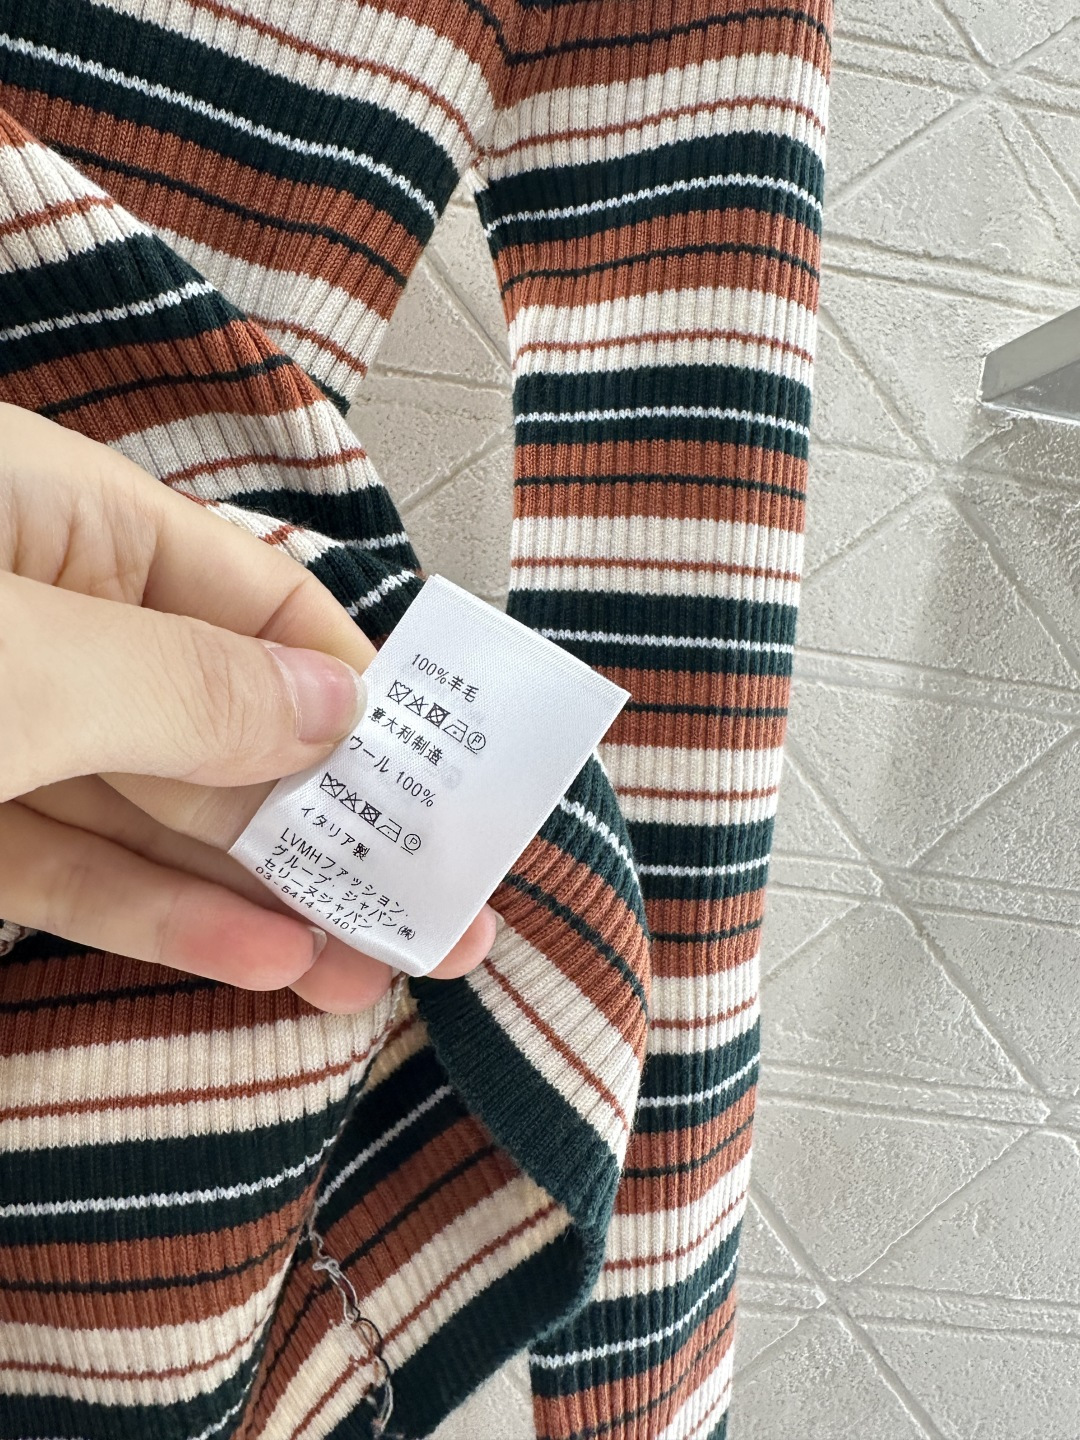 100%羊毛
意大利制造
ウール 100%
イタリア製
LVMHファッション.
グループ.ジャパン(株)
セリーヌジャパン
03-5414-1401